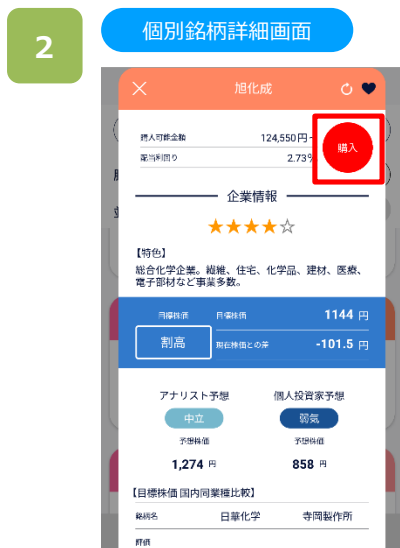 2
個別銘柄詳細画面
旭化成
購入可能金額 124,550円~
購入
配当利回り 2.73%
企業情報
★★★★☆
【特色】
総合化学企業。繊維、住宅、化学品、建材、医療、
電子部材など事業多数。
目標株価 目標株価 1144 円
割高 現在株価との差 -101.5 円
アナリスト予想 個人投資家予想
中立 弱気
予想株価 予想株価
1,274 円 858 円
【目標株価 国内同業種比較】
銘柄名 日華化学 寺岡製作所
評価